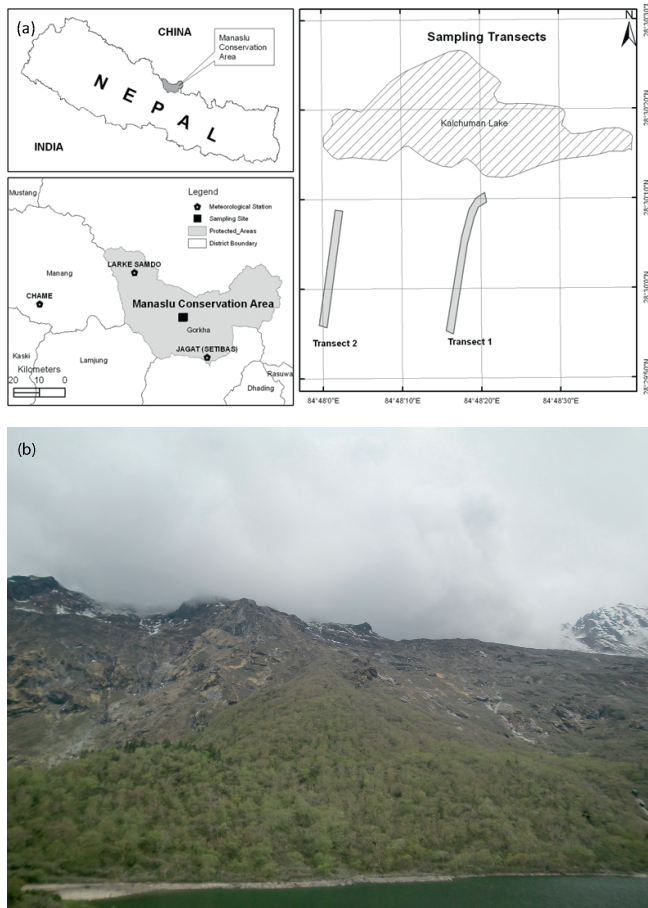 (a)
CHINA
Manaslu
Conservation
Area
NEPAL
INDIA
Mustang
Legend
Meteorological Station
Sampling Site
Protected_Areas
District Boundary
LARKE SAMDO
Manang
CHAME
Manaslu Conservation Area
Gorkha
JAGAT (SETIBAS)
Kaski
Lamjung
Kilometers
20 10 0
Rasuwa
Dhading
N
Sampling Transects
Kalchuman Lake
Transect 2
Transect 1
84°48'0"E
84°48'10"E
84°48'20"E
84°48'30"E
(b)